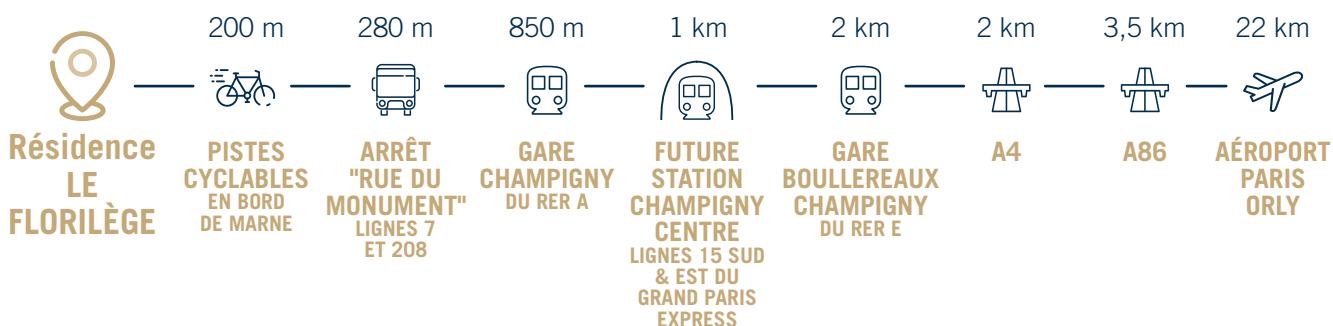 200 m
280 m
850 m
1 km
2 km
2 km
3,5 km
22 km
Résidence
LE
FLORILÈGE
PISTES
CYCLABLES
EN BORD
DE MARNE
ARRÊT
"RUE DU
MONUMENT"
LIGNES 7
ET 208
GARE
CHAMPIGNY
DU RER A
FUTURE
STATION
CHAMPIGNY
CENTRE
LIGNES 15 SUD
& EST DU
GRAND PARIS
EXPRESS
GARE
BOULLEREAUX
CHAMPIGNY
DU RER E
A4
A86
AÉROPORT
PARIS
ORLY